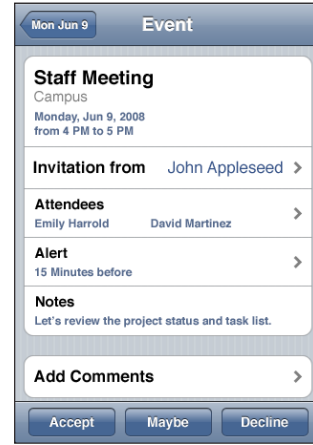 Mon Jun 9 Event
Staff Meeting
Campus
Monday, Jun 9, 2008
from 4 PM to 5 PM
Invitation from John Appleseed
Attendees
Emily Harrold David Martinez
Alert
15 Minutes before
Notes
Let's review the project status and task list.
Add Comments
Accept Maybe Decline